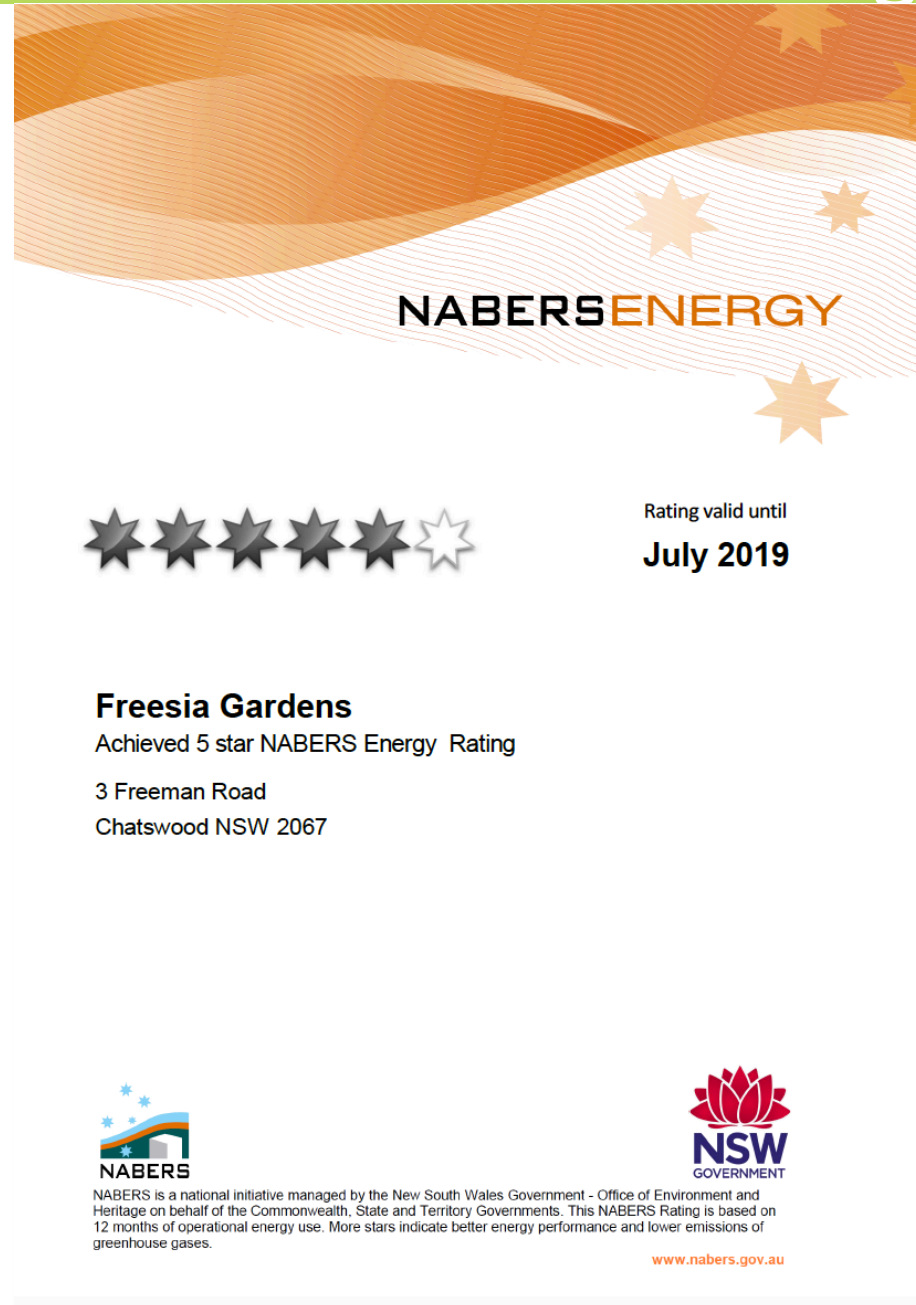 NABERSENERGY
Rating valid until
July 2019
Freesia Gardens
Achieved 5 star NABERS Energy Rating
3 Freeman Road
Chatswood NSW 2067
NABERS
NSW
GOVERNMENT
NABERS is a national initiative managed by the New South Wales Government - Office of Environment and
Heritage on behalf of the Commonwealth, State and Territory Governments. This NABERS Rating is based on
12 months of operational energy use. More stars indicate better energy performance and lower emissions of
greenhouse gases.
www.nabers.gov.au